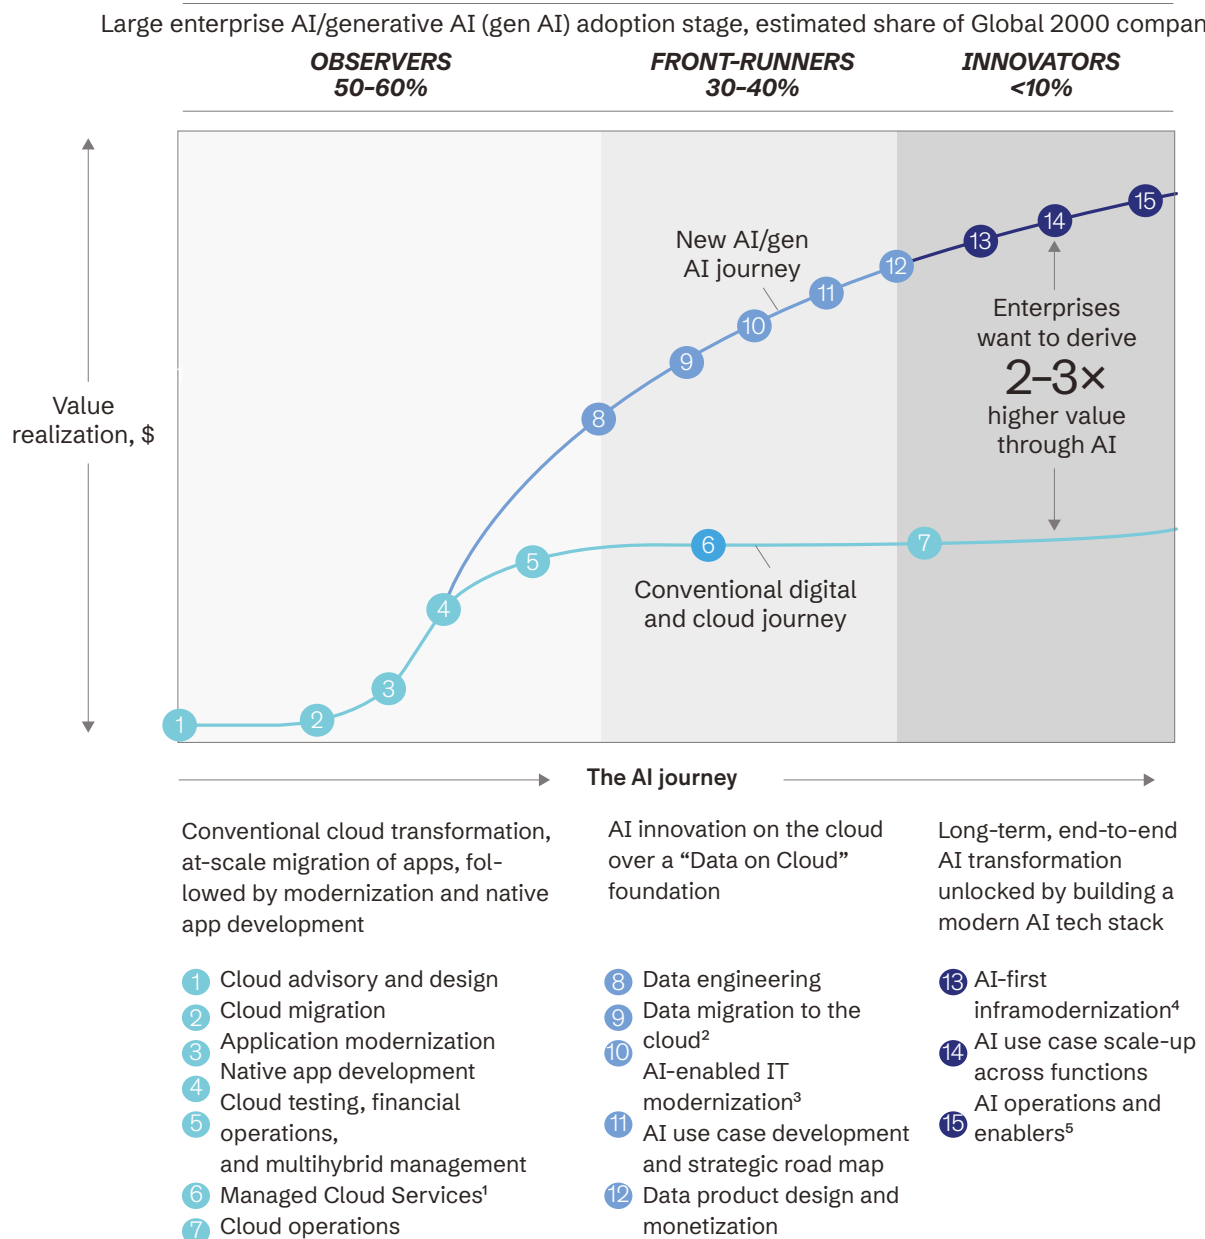 Large enterprise AI/generative AI (gen AI) adoption stage, estimated share of Global 2000 compan
OBSERVERS
50–60%
FRONT-RUNNERS
30–40%
INNOVATORS
<10%
Value
realization, $
New AI/gen
AI journey
Conventional digital
and cloud journey
Enterprises
want to derive
2–3×
higher value
through AI
1
2
3
4
5
6
7
8
9
10
11
12
13
14
15
The AI journey
Conventional cloud transformation,
at-scale migration of apps, fol-
lowed by modernization and native
app development
1 Cloud advisory and design
2 Cloud migration
3 Application modernization
4 Native app development
5 Cloud testing, financial
operations,
and multihybrid management
6 Managed Cloud Services¹
7 Cloud operations
AI innovation on the cloud
over a “Data on Cloud”
foundation
8 Data engineering
9 Data migration to the
cloud²
10 AI-enabled IT
modernization³
11 AI use case development
and strategic road map
12 Data product design and
monetization
Long-term, end-to-end
AI transformation
unlocked by building a
modern AI tech stack
13 AI-first
inframodernization⁴
14 AI use case scale-up
across functions
15 AI operations and
enablers⁵